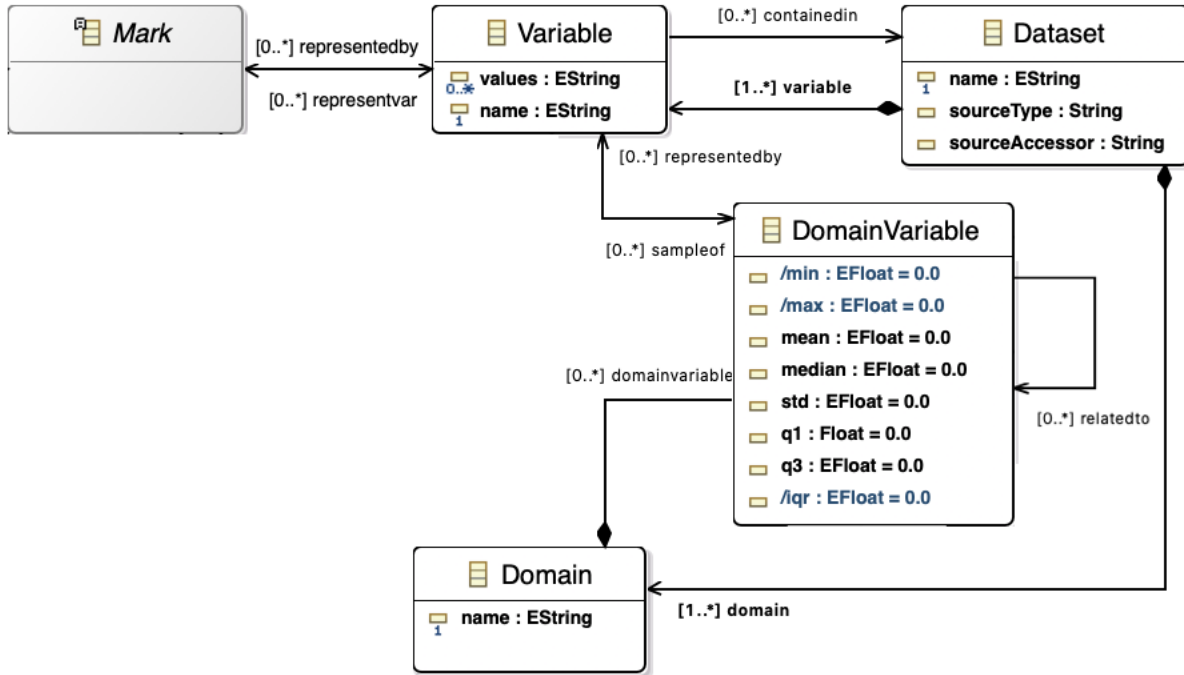 Mark
[0..*] representedby
[0..*] representvar
Variable
values : EString
0..*
name : EString
1
[0..*] containedin
[1..*] variable
Dataset
name : EString
1
sourceType : String
sourceAccessor : String
[0..*] representedby
[0..*] sampleof
DomainVariable
/min : EFloat = 0.0
/max : EFloat = 0.0
mean : EFloat = 0.0
median : EFloat = 0.0
std : EFloat = 0.0
q1 : Float = 0.0
q3 : EFloat = 0.0
/iqr : EFloat = 0.0
[0..*] domainvariable
[0..*] relatedto
Domain
name : EString
1
[1..*] domain